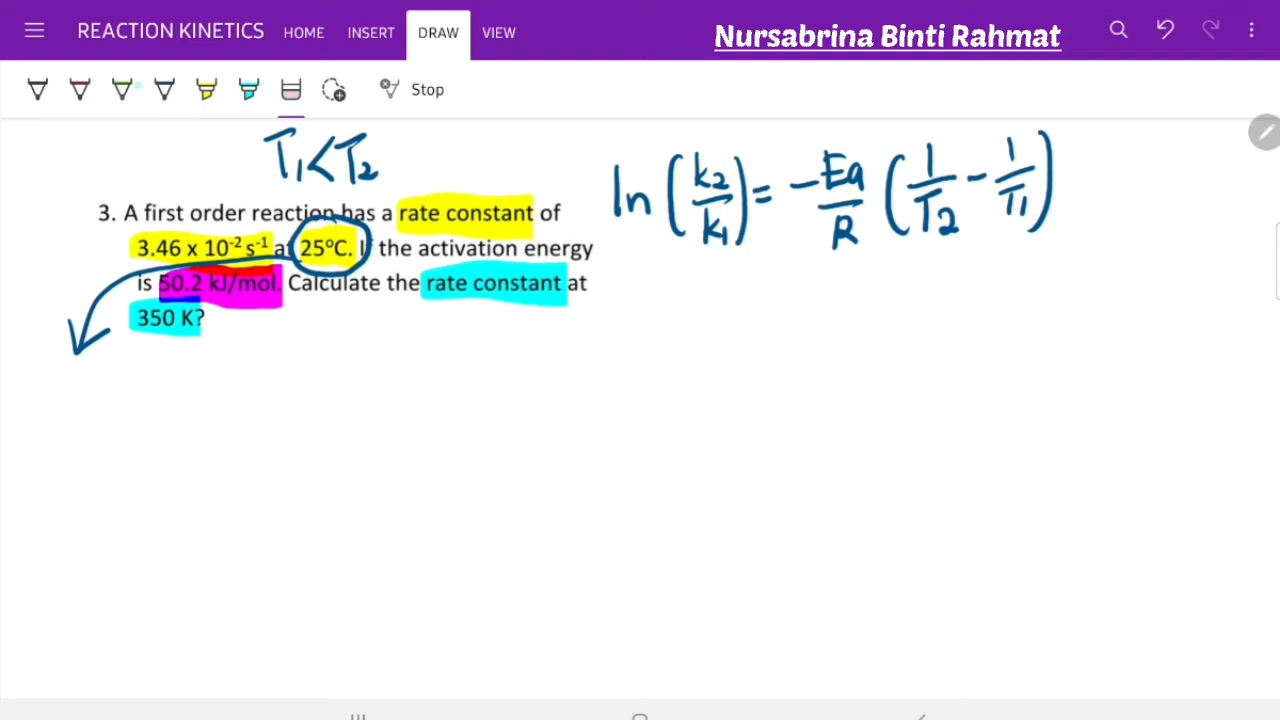 REACTION KINETICS HOME INSERT DRAW VIEW Nursabrina Binti Rahmat
Stop
T₁<T₂
ln(k₂/k₁) = -Ea/R (1/T₂ - 1/T₁)
3. A first order reaction has a rate constant of
3.46 x 10⁻² s⁻¹ at 25°C. If the activation energy
is 50.2 kJ/mol. Calculate the rate constant at
350 K?